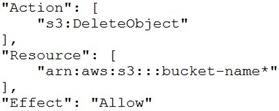 "Action": [
"s3:DeleteObject"
],
"Resource": [
"arn:aws:s3:::bucket-name*"
],
"Effect": "Allow"